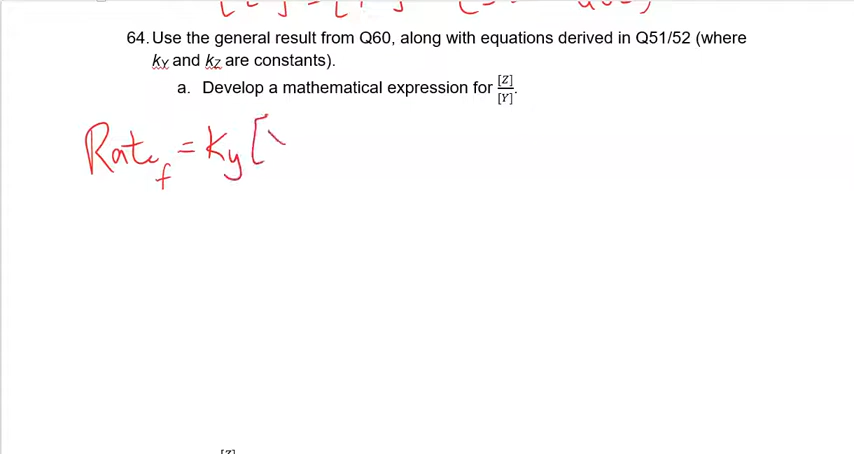 64. Use the general result from Q60, along with equations derived in Q51/52 (where
kY and kZ are constants).
a. Develop a mathematical expression for [Z]/[Y].
Rate f = ky [
[Z]